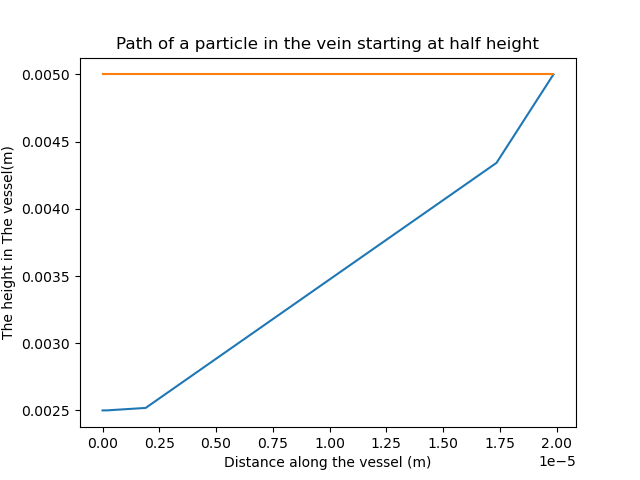 Path of a particle in the vein starting at half height
0.0050
0.0045
0.0040
0.0035
0.0030
0.0025
The height in The vessel(m)
0.00 0.25 0.50 0.75 1.00 1.25 1.50 1.75 2.00
1e−5
Distance along the vessel (m)